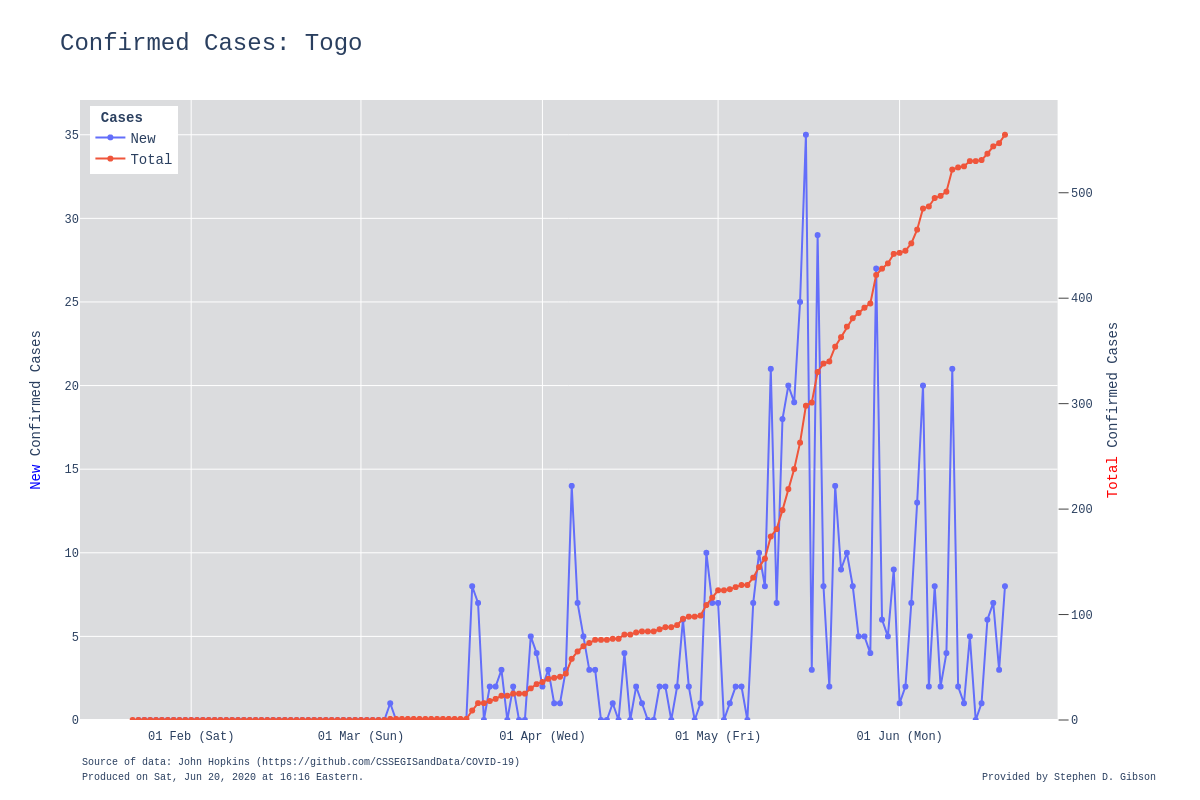 Confirmed Cases: Togo
Cases
New
Total
35
30
25
20
15
10
5
0
500
400
300
200
100
0
New Confirmed Cases
Total Confirmed Cases
01 Feb (Sat)
01 Mar (Sun)
01 Apr (Wed)
01 May (Fri)
01 Jun (Mon)
Source of data: John Hopkins (https://github.com/CSSEGISandData/COVID-19)
Produced on Sat, Jun 20, 2020 at 16:16 Eastern.
Provided by Stephen D. Gibson